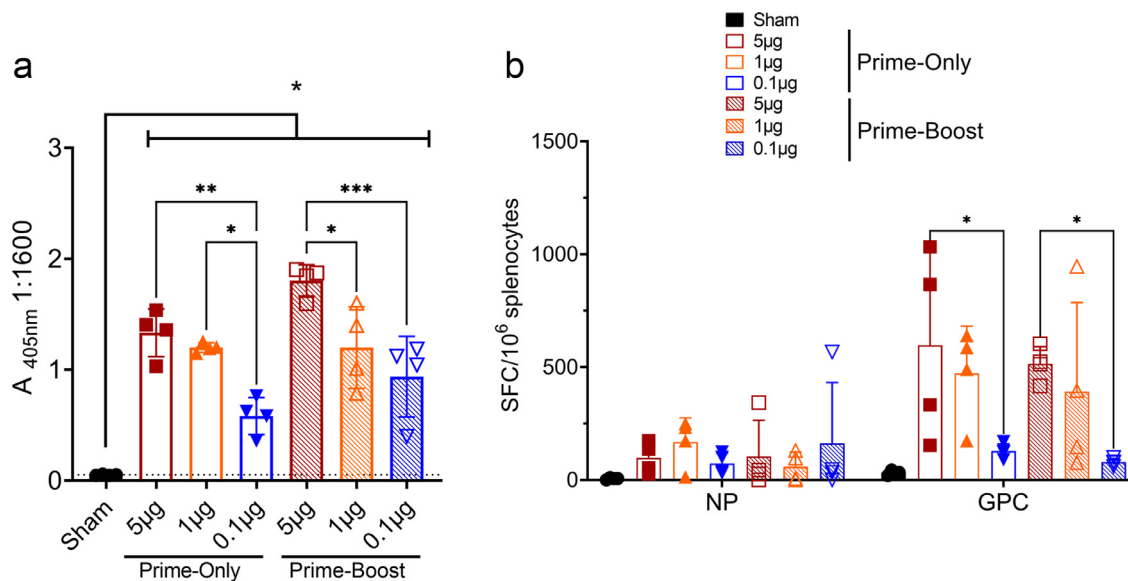 a
*
3
2
1
0
** ***
* *
A 405nm 1:1600
Sham
5µg
1µg
0.1µg
5µg
1µg
0.1µg
Prime-Only
Prime-Boost
b
Sham
5µg
1µg
0.1µg
Prime-Only
5µg
1µg
0.1µg
Prime-Boost
1500
1000
500
0
SFC/10⁶ splenocytes
* *
NP
GPC